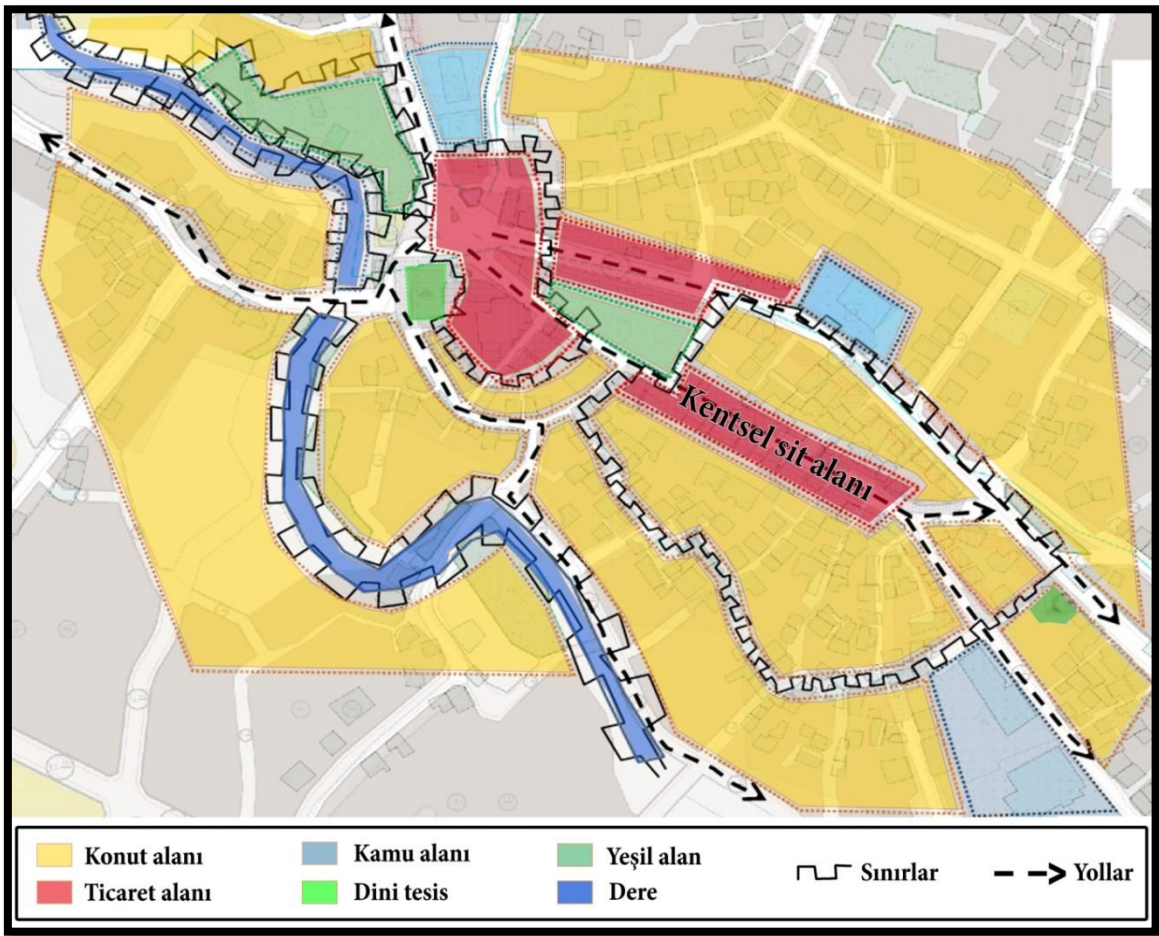 Kentsel sit alanı
Konut alanı
Kamu alanı
Yeşil alan
Sınırlar
Yollar
Ticaret alanı
Dini tesis
Dere